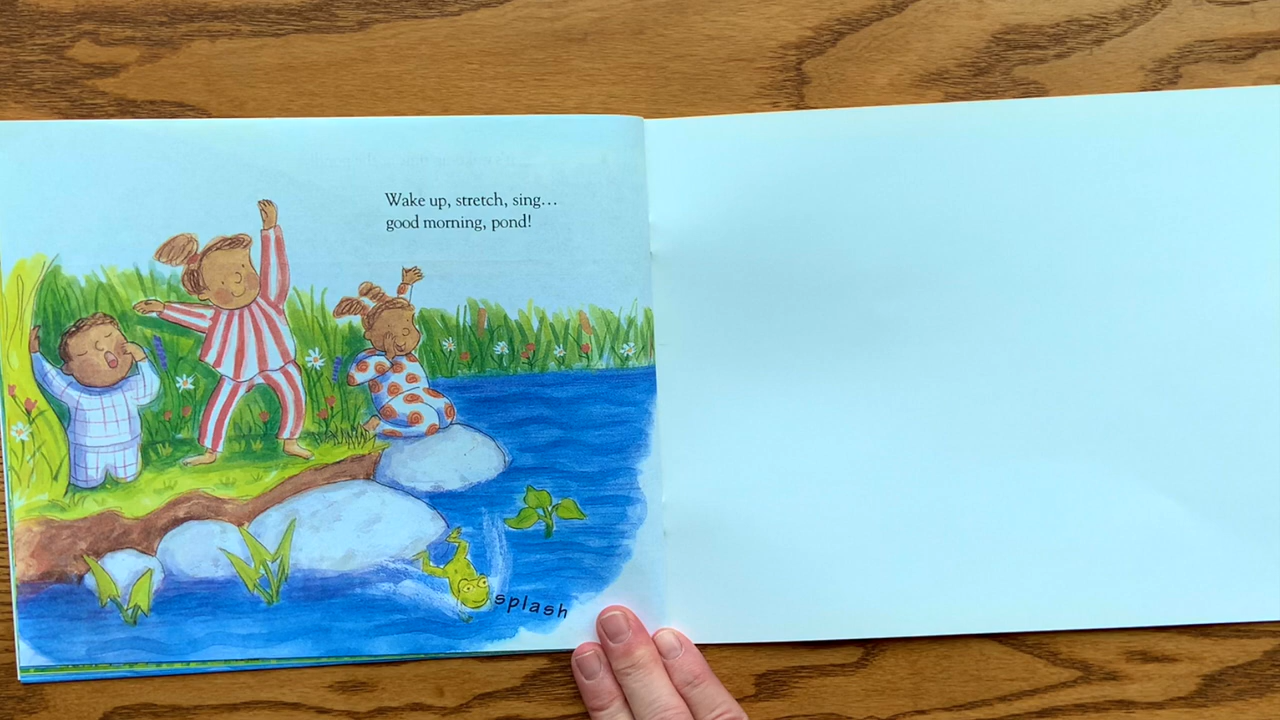 Wake up, stretch, sing…
good morning, pond!
splash